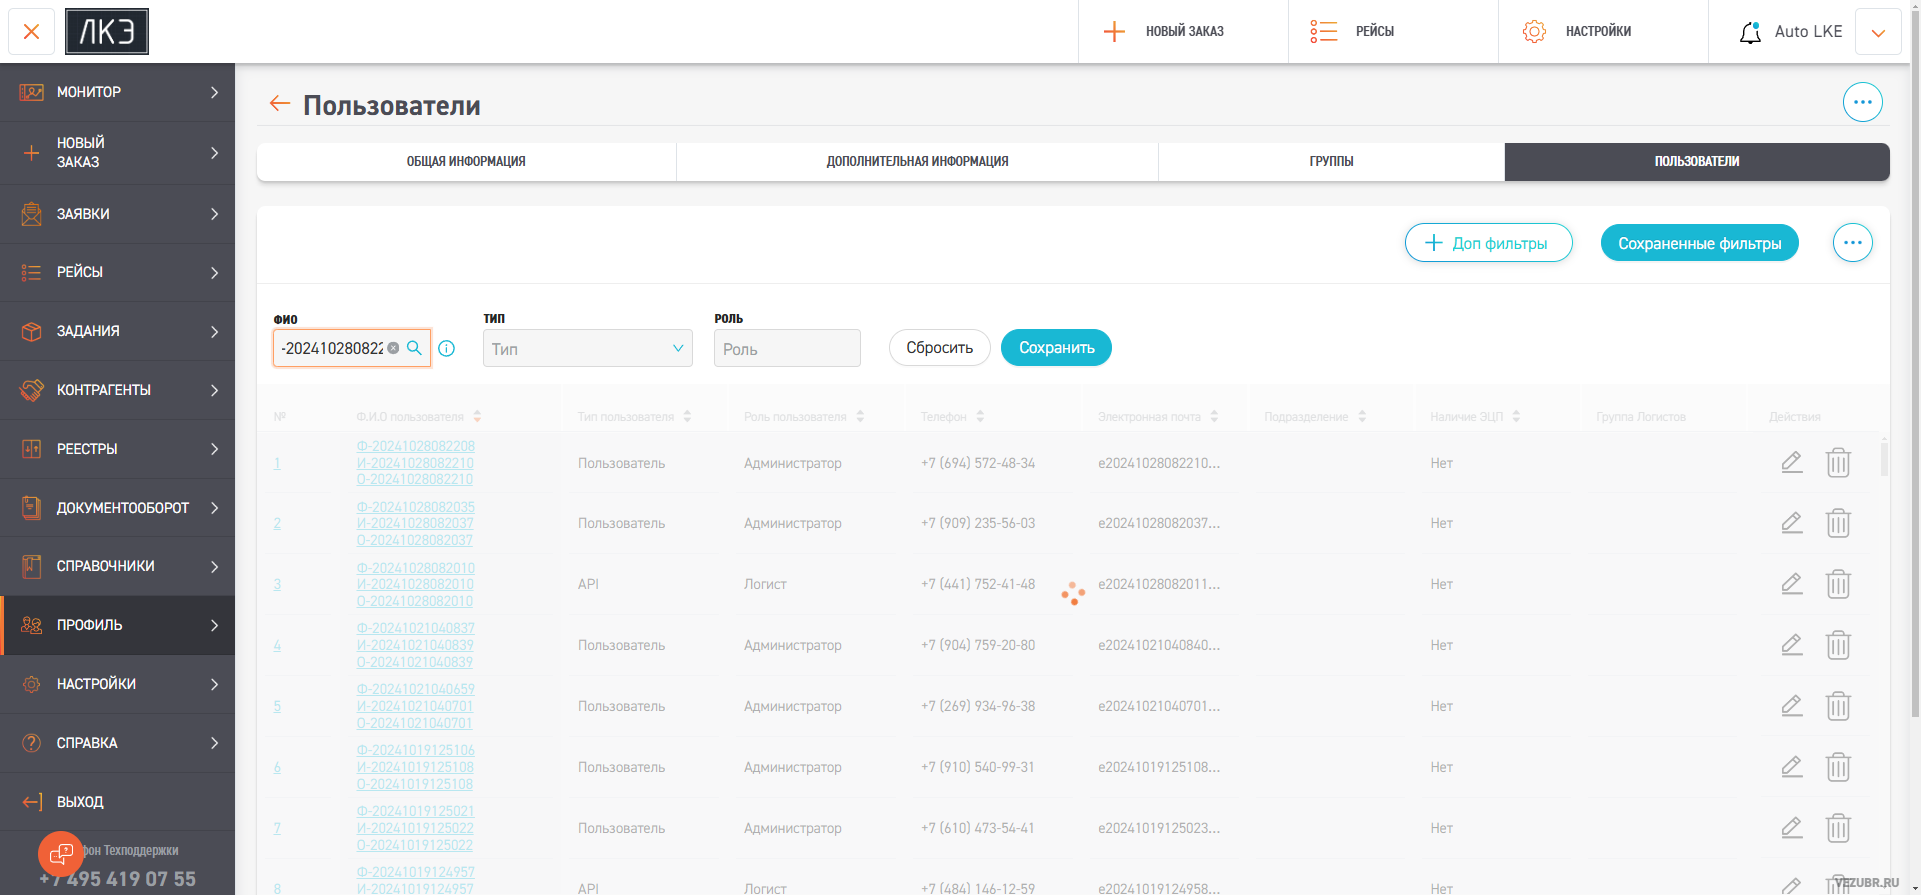 ЛКЭ
НОВЫЙ ЗАКАЗ
РЕЙСЫ
НАСТРОЙКИ
Auto LKE
МОНИТОР
НОВЫЙ
ЗАКАЗ
ЗАЯВКИ
РЕЙСЫ
ЗАДАНИЯ
КОНТРАГЕНТЫ
РЕЕСТРЫ
ДОКУМЕНТООБОРОТ
СПРАВОЧНИКИ
ПРОФИЛЬ
НАСТРОЙКИ
СПРАВКА
ВЫХОД
фон Техподдержки
+7 495 419 07 55
Пользователи
ОБЩАЯ ИНФОРМАЦИЯ
ДОПОЛНИТЕЛЬНАЯ ИНФОРМАЦИЯ
ГРУППЫ
ПОЛЬЗОВАТЕЛИ
Доп фильтры
Сохраненные фильтры
ФИО
ТИП
РОЛЬ
-202410280822
Тип
Роль
Сбросить
Сохранить
№ Ф.И.О пользователя Тип пользователя Роль пользователя Телефон Электронная почта Подразделение Наличие ЭЦП Группа Логистов Действия
Ф-20241028082208
1 И-20241028082210 Пользователь Администратор +7 (694) 572-48-34 e20241028082210... Нет
О-20241028082210
Ф-20241028082035
2 И-20241028082037 Пользователь Администратор +7 (909) 235-56-03 e20241028082037... Нет
О-20241028082037
Ф-20241028082010
3 И-20241028082010 API Логист +7 (441) 752-41-48 e20241028082011... Нет
О-20241028082010
Ф-20241021040837
4 И-20241021040839 Пользователь Администратор +7 (904) 759-20-80 e20241021040840... Нет
О-20241021040839
Ф-20241021040659
5 И-20241021040701 Пользователь Администратор +7 (269) 934-96-38 e20241021040701... Нет
О-20241021040701
Ф-20241019125106
6 И-20241019125108 Пользователь Администратор +7 (910) 540-99-31 e20241019125108... Нет
О-20241019125108
Ф-20241019125021
7 И-20241019125022 Пользователь Администратор +7 (610) 473-54-41 e20241019125023... Нет
О-20241019125022
Ф-20241019124957
8 И-20241019124957 API Логист +7 (484) 146-12-59 e20241019124958... Нет
VEZUBR.RU